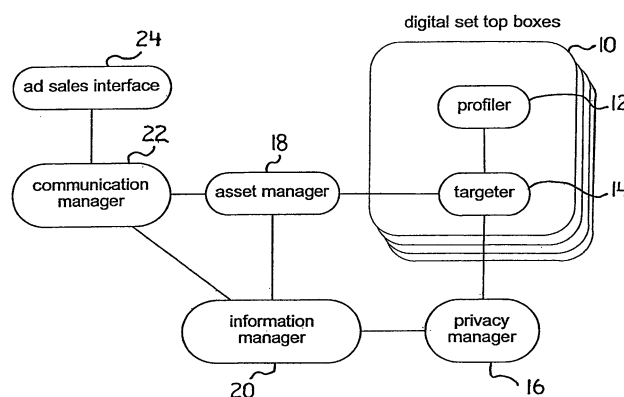 digital set top boxes
24
10
ad sales interface
profiler
12
22
18
communication
manager
asset manager
targeter
14
information
manager
privacy
manager
20
16